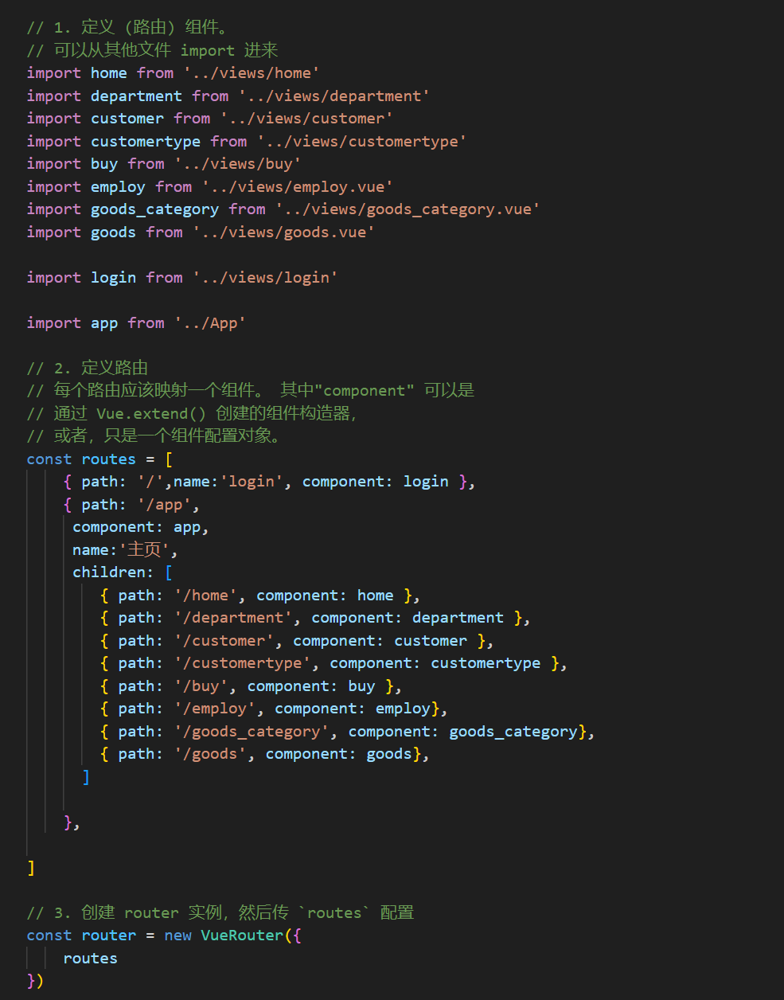 // 1. 定义 (路由) 组件。
// 可以从其他文件 import 进来
import home from '../views/home'
import department from '../views/department'
import customer from '../views/customer'
import customertype from '../views/customertype'
import buy from '../views/buy'
import employ from '../views/employ.vue'
import goods_category from '../views/goods_category.vue'
import goods from '../views/goods.vue'
import login from '../views/login'
import app from '../App'
// 2. 定义路由
// 每个路由应该映射一个组件。 其中"component" 可以是
// 通过 Vue.extend() 创建的组件构造器，
// 或者，只是一个组件配置对象。
const routes = [
{ path: '/',name:'login', component: login },
{ path: '/app',
component: app,
name:'主页',
children: [
{ path: '/home', component: home },
{ path: '/department', component: department },
{ path: '/customer', component: customer },
{ path: '/customertype', component: customertype },
{ path: '/buy', component: buy },
{ path: '/employ', component: employ},
{ path: '/goods_category', component: goods_category},
{ path: '/goods', component: goods},
]
},
]
// 3. 创建 router 实例，然后传 `routes` 配置
const router = new VueRouter({
routes
})